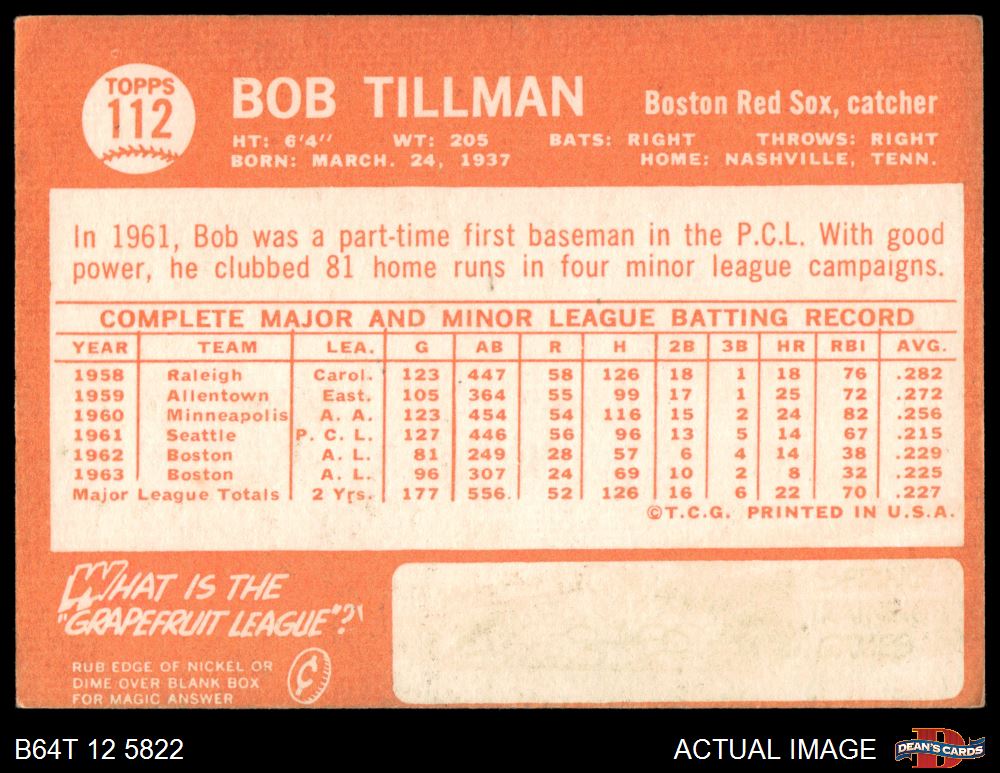 TOPPS
112
BOB TILLMAN
Boston Red Sox, catcher
HT: 6'4" WT: 205 BATS: RIGHT THROWS: RIGHT
BORN: MARCH. 24, 1937 HOME: NASHVILLE, TENN.
In 1961, Bob was a part-time first baseman in the P.C.L. With good
power, he clubbed 81 home runs in four minor league campaigns.
COMPLETE MAJOR AND MINOR LEAGUE BATTING RECORD
YEAR TEAM LEA. G AB R H 2B 3B HR RBI AVG.
1958 Raleigh Carol. 123 447 58 126 18 1 18 76 .282
1959 Allentown East. 105 364 55 99 17 1 25 72 .272
1960 Minneapolis A. A. 123 454 54 116 15 2 24 82 .256
1961 Seattle P. C. L. 127 446 56 96 13 5 14 67 .215
1962 Boston A. L. 81 249 28 57 6 4 14 38 .229
1963 Boston A. L. 96 307 24 69 10 2 8 32 .225
Major League Totals 2 Yrs. 177 556 52 126 16 6 22 70 .227
©T.C.G. PRINTED IN U.S.A.
WHAT IS THE
"GRAPEFRUIT LEAGUE"?
RUB EDGE OF NICKEL OR
DIME OVER BLANK BOX
FOR MAGIC ANSWER
B64T 12 5822
ACTUAL IMAGE
DEAN'S CARDS